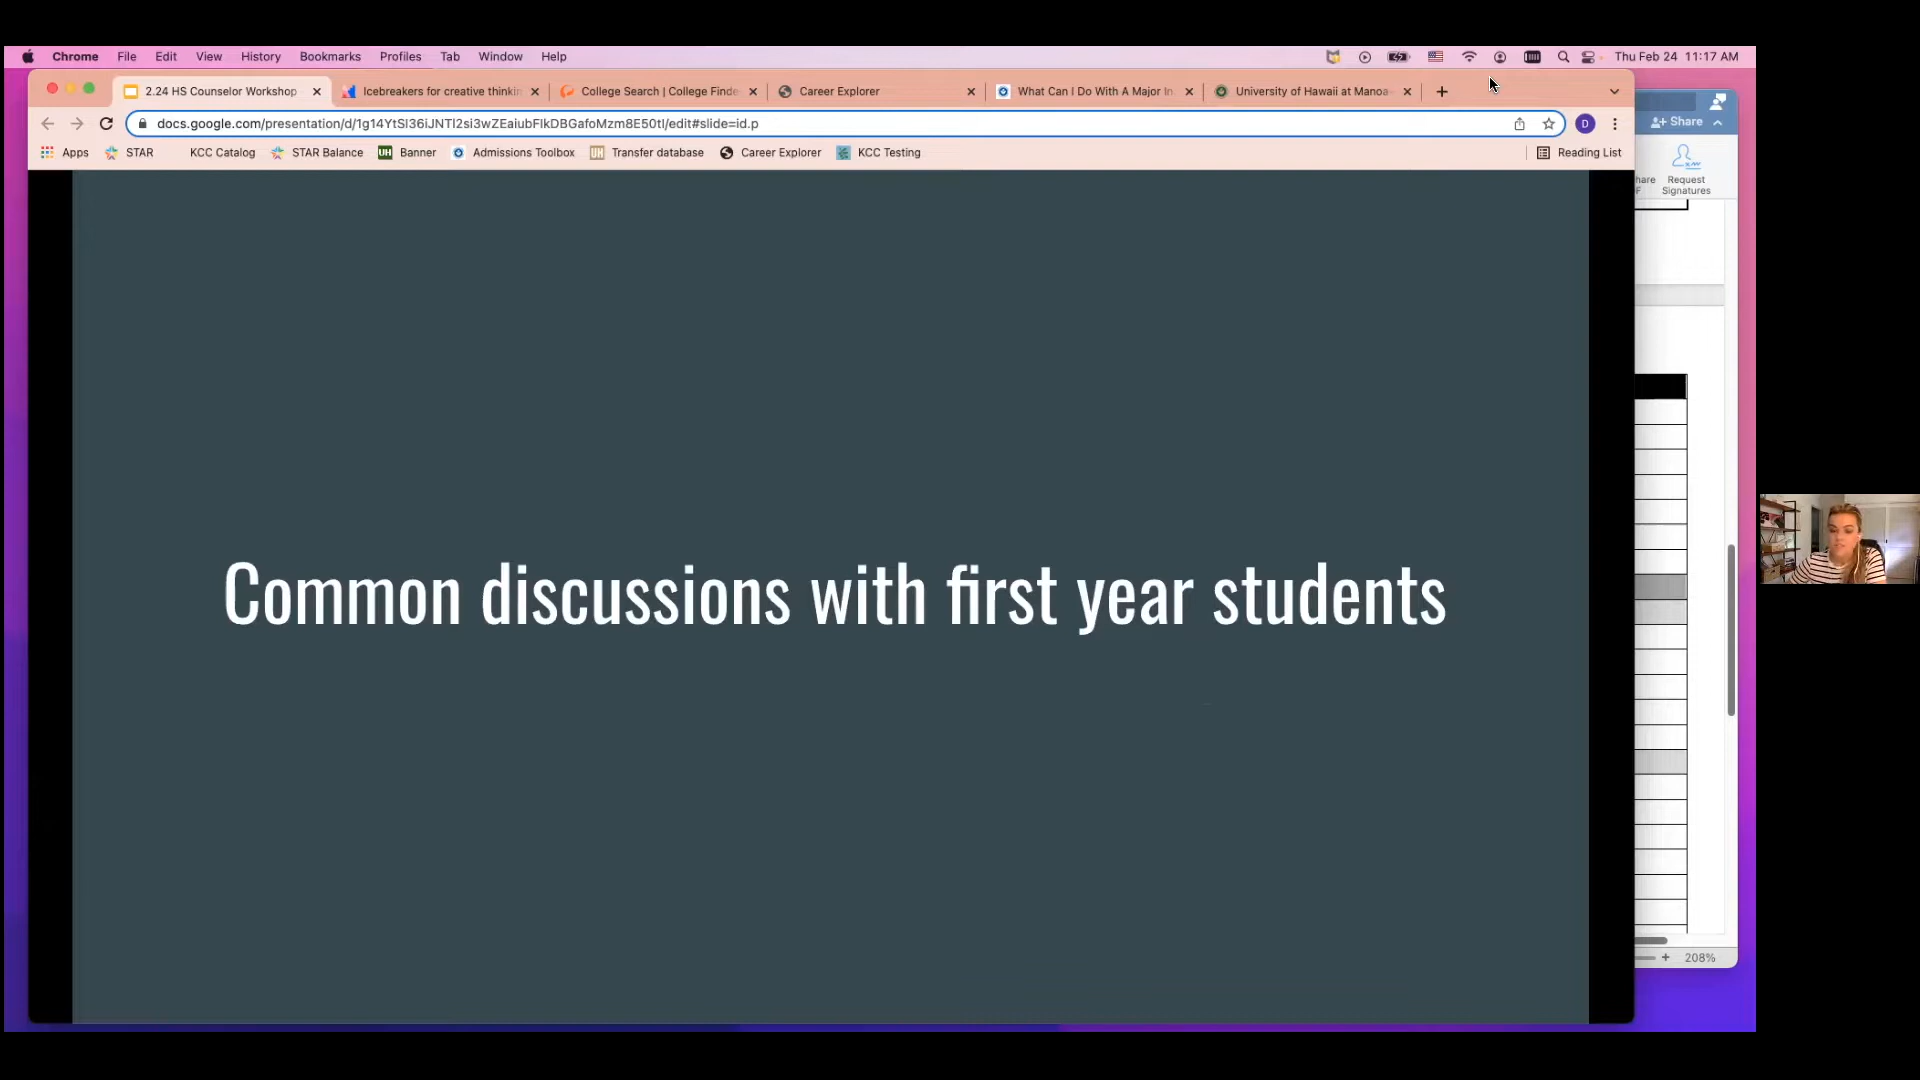 Chrome File Edit View History Bookmarks Profiles Tab Window Help Thu Feb 24 11:17 AM
2.24 HS Counselor Workshop Icebreakers for creative thinkin College Search | College Finde Career Explorer What Can I Do With A Major In University of Hawaii at Manoa
docs.google.com/presentation/d/1g14YtSl36iJNTl2si3wZEaiubFIkDBGafoMzm8E50tI/edit#slide=id.p D
Share
Apps STAR KCC Catalog STAR Balance UH Banner Admissions Toolbox UH Transfer database Career Explorer KCC Testing Reading List
hare Request
F Signatures
Common discussions with first year students
208%